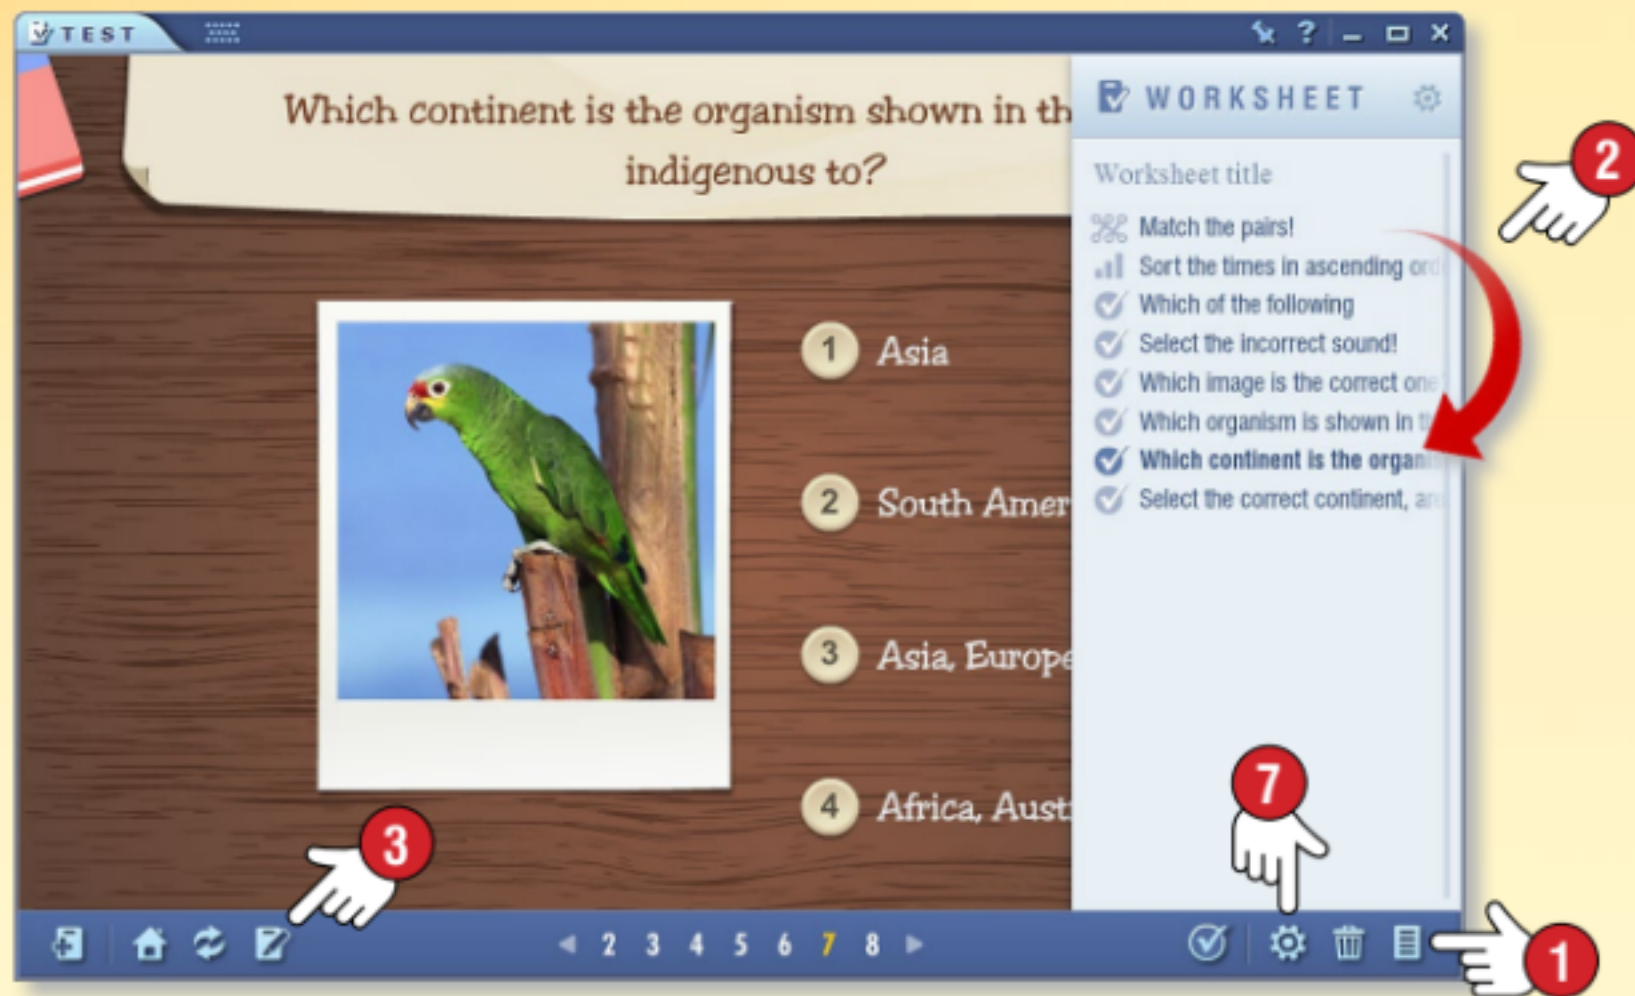 TEST
?
Which continent is the organism shown in th
indigenous to?
1 Asia
2 South Amer
3 Asia, Europe
4 Africa, Aust
WORKSHEET
Worksheet title
Match the pairs!
Sort the times in ascending ord
Which of the following
Select the incorrect sound!
Which image is the correct one
Which organism is shown in t
Which continent is the organi
Select the correct continent, an
2
3
7
1
2 3 4 5 6 7 8